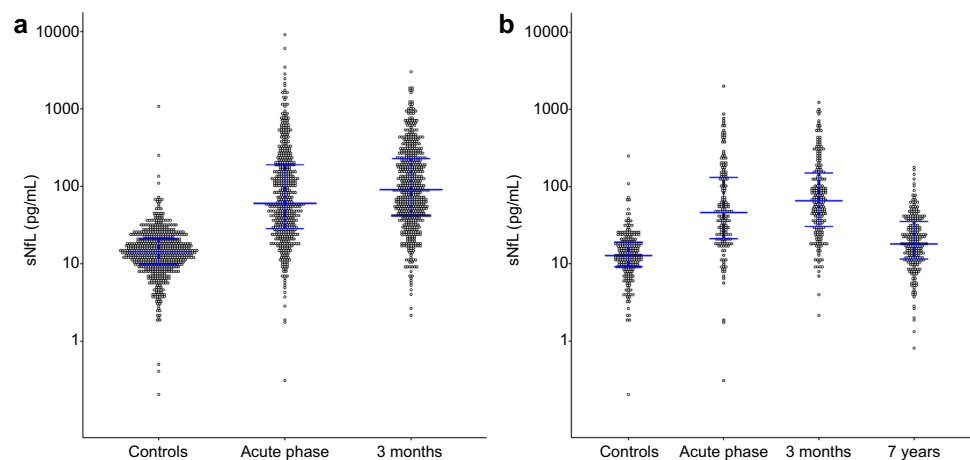 a
sNfL (pg/mL)
10000
1000
100
10
1
Controls Acute phase 3 months
b
sNfL (pg/mL)
10000
1000
100
10
1
Controls Acute phase 3 months 7 years